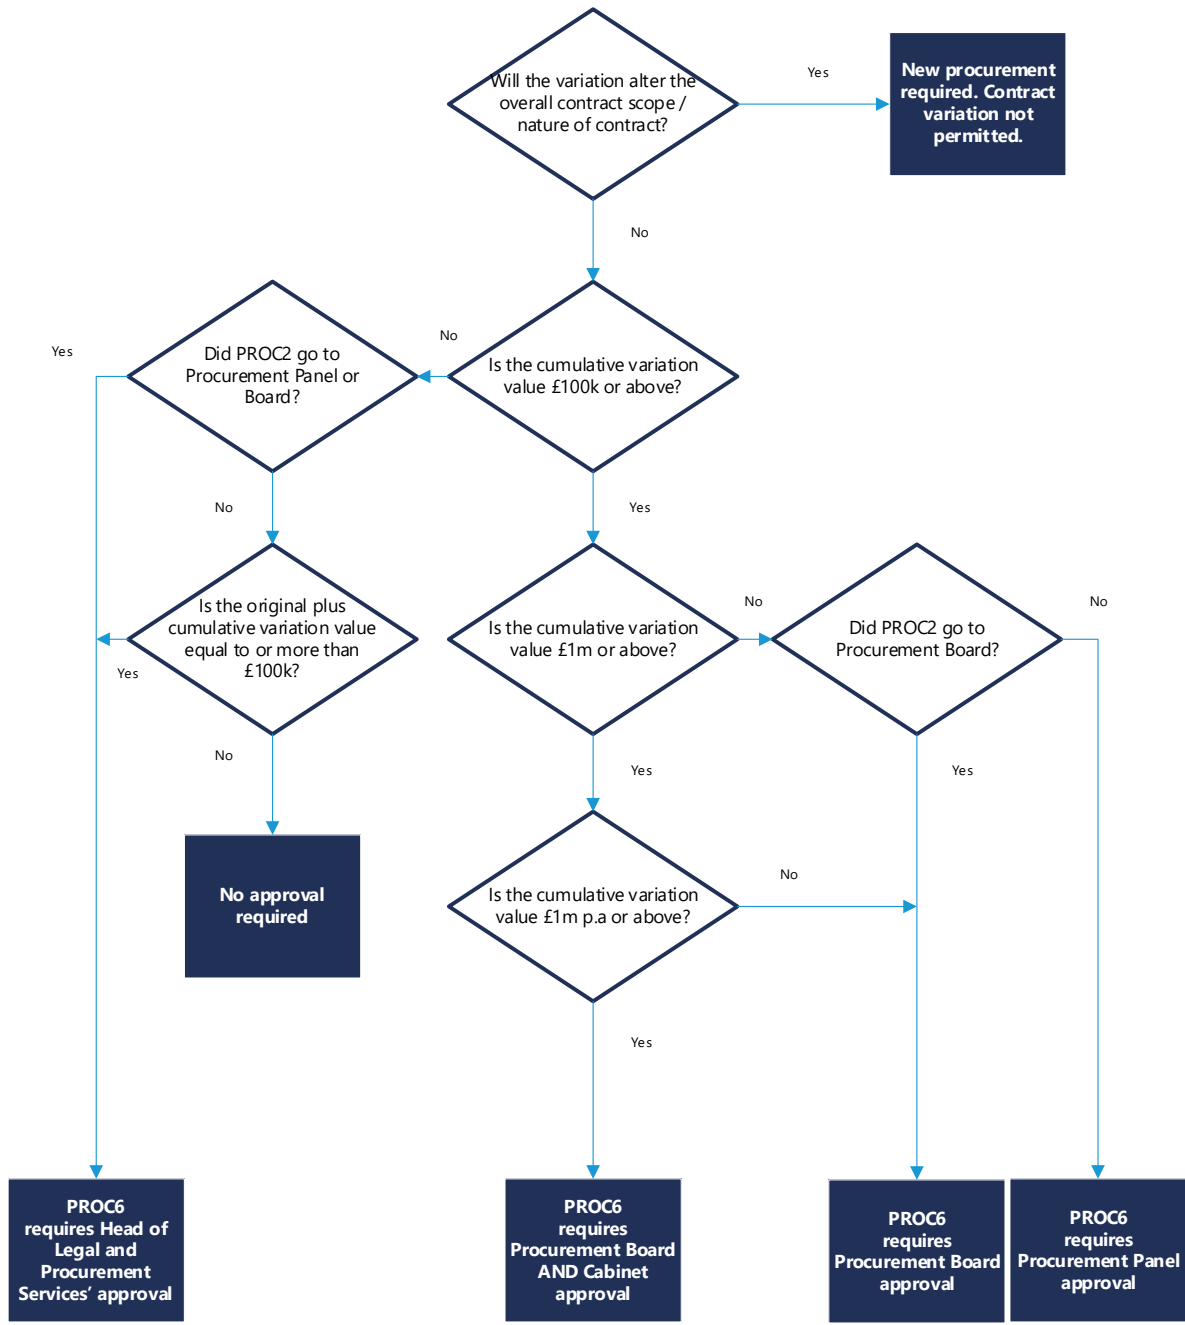 Will the variation alter the
overall contract scope /
nature of contract?
Yes
New procurement
required. Contract
variation not
permitted.
No
Did PROC2 go to
Procurement Panel or
Board?
No
Is the cumulative variation
value £100k or above?
Yes
No
Yes
Is the original plus
cumulative variation value
equal to or more than
£100k?
Yes
Is the cumulative variation
value £1m or above?
No
Did PROC2 go to
Procurement Board?
No
No
Yes
Yes
No approval
required
Is the cumulative variation
value £1m p.a or above?
No
Yes
PROC6
requires Head of
Legal and
Procurement
Services’ approval
PROC6
requires
Procurement Board
AND Cabinet
approval
PROC6
requires
Procurement Board
approval
PROC6
requires
Procurement Panel
approval